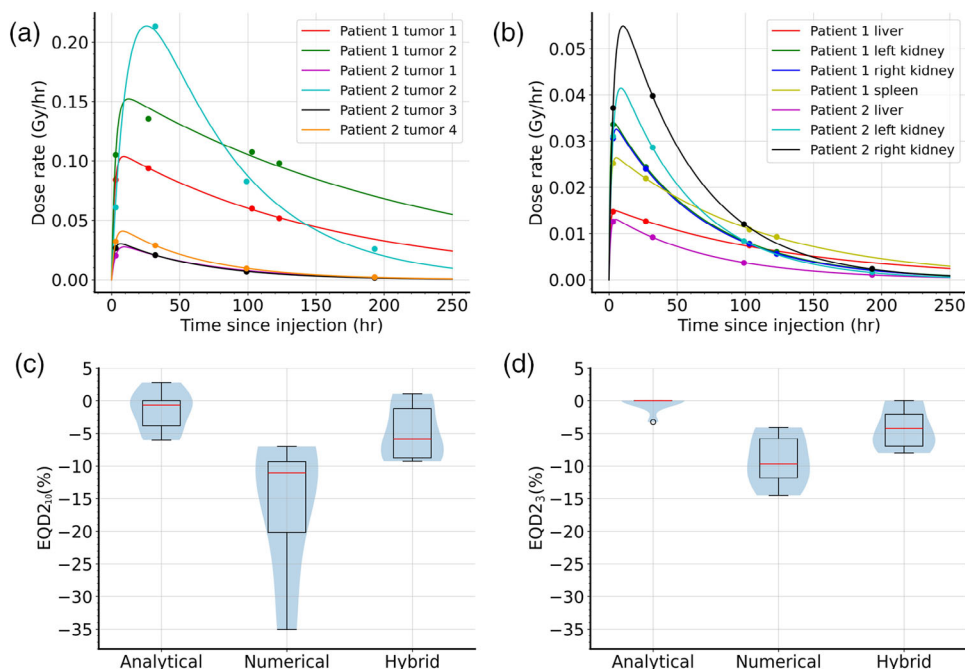 (a)
Dose rate (Gy/hr)
0.20
0.15
0.10
0.05
0.00
Patient 1 tumor 1
Patient 1 tumor 2
Patient 2 tumor 1
Patient 2 tumor 2
Patient 2 tumor 3
Patient 2 tumor 4
0 50 100 150 200 250
Time since injection (hr)
(b)
Dose rate (Gy/hr)
0.05
0.04
0.03
0.02
0.01
0.00
Patient 1 liver
Patient 1 left kidney
Patient 1 right kidney
Patient 1 spleen
Patient 2 liver
Patient 2 left kidney
Patient 2 right kidney
0 50 100 150 200 250
Time since injection (hr)
(c)
EQD2₁₀(%)
5
0
−5
−10
−15
−20
−25
−30
−35
Analytical Numerical Hybrid
(d)
EQD2₃(%)
5
0
−5
−10
−15
−20
−25
−30
−35
Analytical Numerical Hybrid